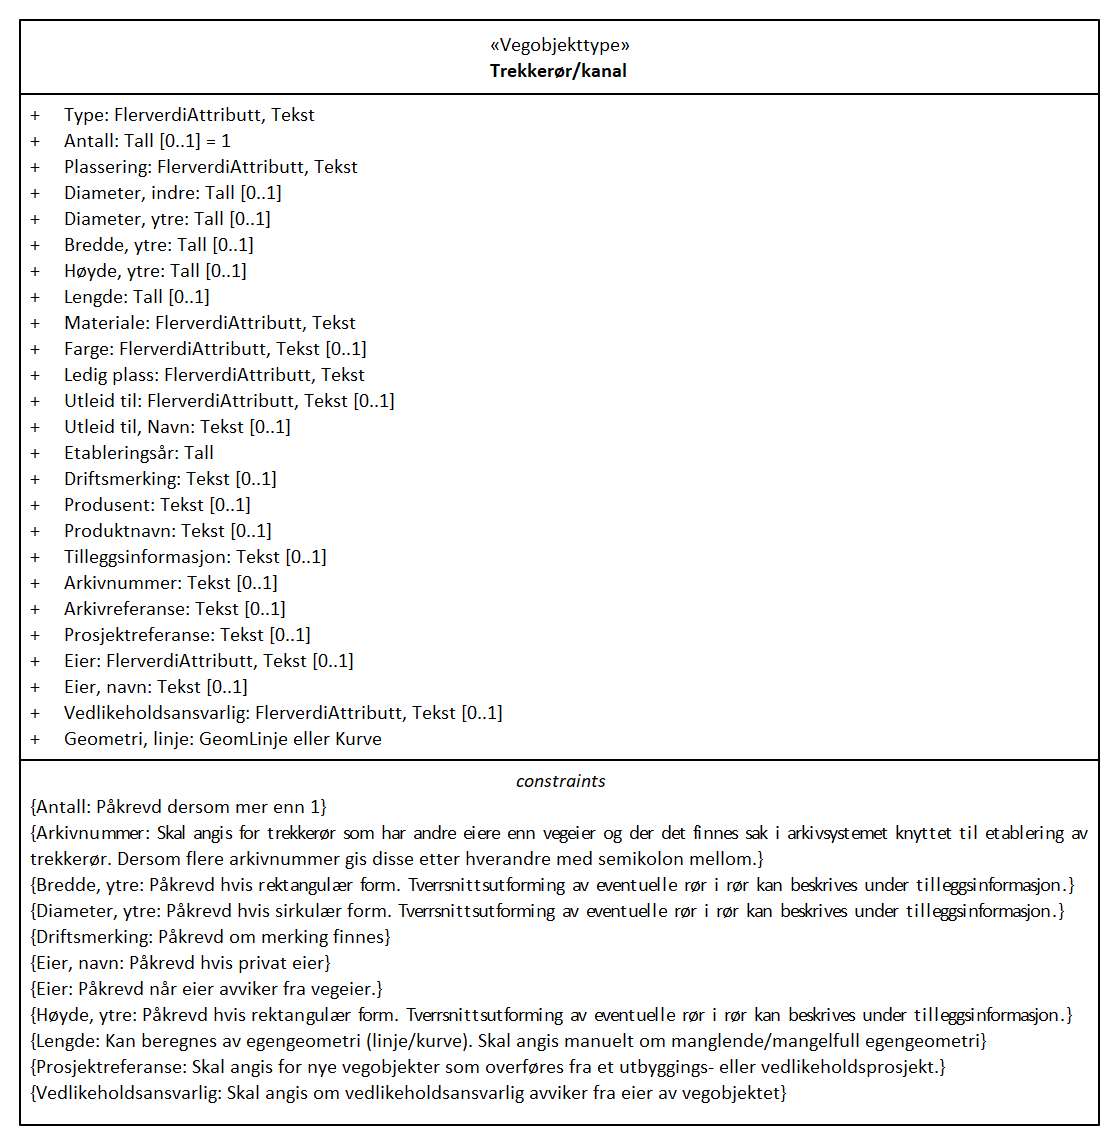 «Vegobjekttype»
Trekkerør/kanal
+ Type: FlerverdiAttributt, Tekst
+ Antall: Tall [0..1] = 1
+ Plassering: FlerverdiAttributt, Tekst
+ Diameter, indre: Tall [0..1]
+ Diameter, ytre: Tall [0..1]
+ Bredde, ytre: Tall [0..1]
+ Høyde, ytre: Tall [0..1]
+ Lengde: Tall [0..1]
+ Materiale: FlerverdiAttributt, Tekst
+ Farge: FlerverdiAttributt, Tekst [0..1]
+ Ledig plass: FlerverdiAttributt, Tekst
+ Utleid til: FlerverdiAttributt, Tekst [0..1]
+ Utleid til, Navn: Tekst [0..1]
+ Etableringsår: Tall
+ Driftsmerking: Tekst [0..1]
+ Produsent: Tekst [0..1]
+ Produktnavn: Tekst [0..1]
+ Tilleggsinformasjon: Tekst [0..1]
+ Arkivnummer: Tekst [0..1]
+ Arkivreferanse: Tekst [0..1]
+ Prosjektreferanse: Tekst [0..1]
+ Eier: FlerverdiAttributt, Tekst [0..1]
+ Eier, navn: Tekst [0..1]
+ Vedlikeholdsansvarlig: FlerverdiAttributt, Tekst [0..1]
+ Geometri, linje: GeomLinje eller Kurve
constraints
{Antall: Påkrevd dersom mer enn 1}
{Arkivnummer: Skal angis for trekkerør som har andre eiere enn vegeier og der det finnes sak i arkivsystemet knyttet til etablering av
trekkerør. Dersom flere arkivnummer gis disse etter hverandre med semikolon mellom.}
{Bredde, ytre: Påkrevd hvis rektangulær form. Tverrsnittsutforming av eventuelle rør i rør kan beskrives under tilleggsinformasjon.}
{Diameter, ytre: Påkrevd hvis sirkulær form. Tverrsnittsutforming av eventuelle rør i rør kan beskrives under tilleggsinformasjon.}
{Driftsmerking: Påkrevd om merking finnes}
{Eier, navn: Påkrevd hvis privat eier}
{Eier: Påkrevd når eier avviker fra vegeier.}
{Høyde, ytre: Påkrevd hvis rektangulær form. Tverrsnittsutforming av eventuelle rør i rør kan beskrives under tilleggsinformasjon.}
{Lengde: Kan beregnes av egengeometri (linje/kurve). Skal angis manuelt om manglende/mangelfull egengeometri}
{Prosjektreferanse: Skal angis for nye vegobjekter som overføres fra et utbyggings- eller vedlikeholdsprosjekt.}
{Vedlikeholdsansvarlig: Skal angis om vedlikeholdsansvarlig avviker fra eier av vegobjektet}